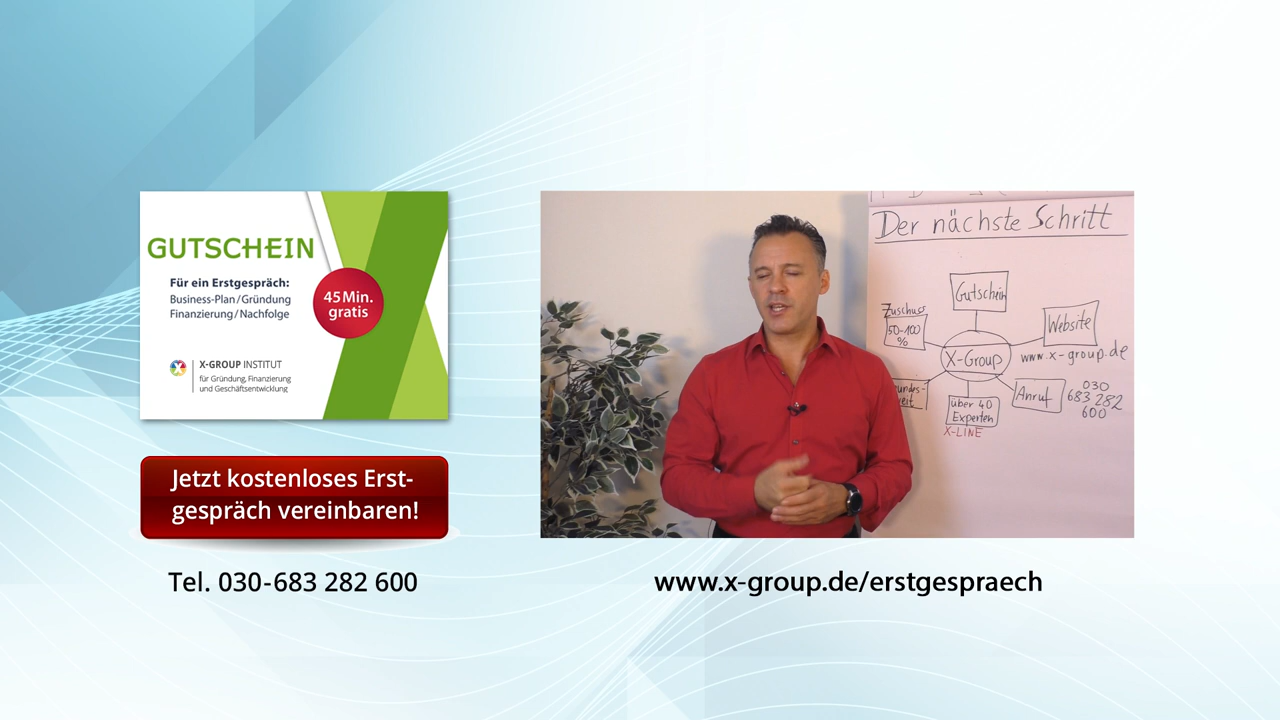 GUTSCHEIN
Für ein Erstgespräch:
Business-Plan/Gründung
Finanzierung/Nachfolge
45 Min.
gratis
X-GROUP INSTITUT
für Gründung, Finanzierung
und Geschäftsentwicklung
Jetzt kostenloses Erst-
gespräch vereinbaren!
Tel. 030-683 282 600
Der nächste Schritt
Gutschein
Zuschuss
50-100
%
Website
www.x-group.de
X-Group
Anruf
030
683 282
600
über 40
Experten
X-LINE
www.x-group.de/erstgespraech